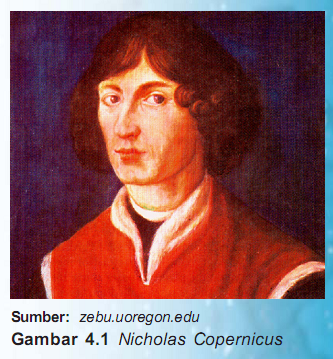 Sumber: zebu.uoregon.edu
Gambar 4.1 Nicholas Copernicus